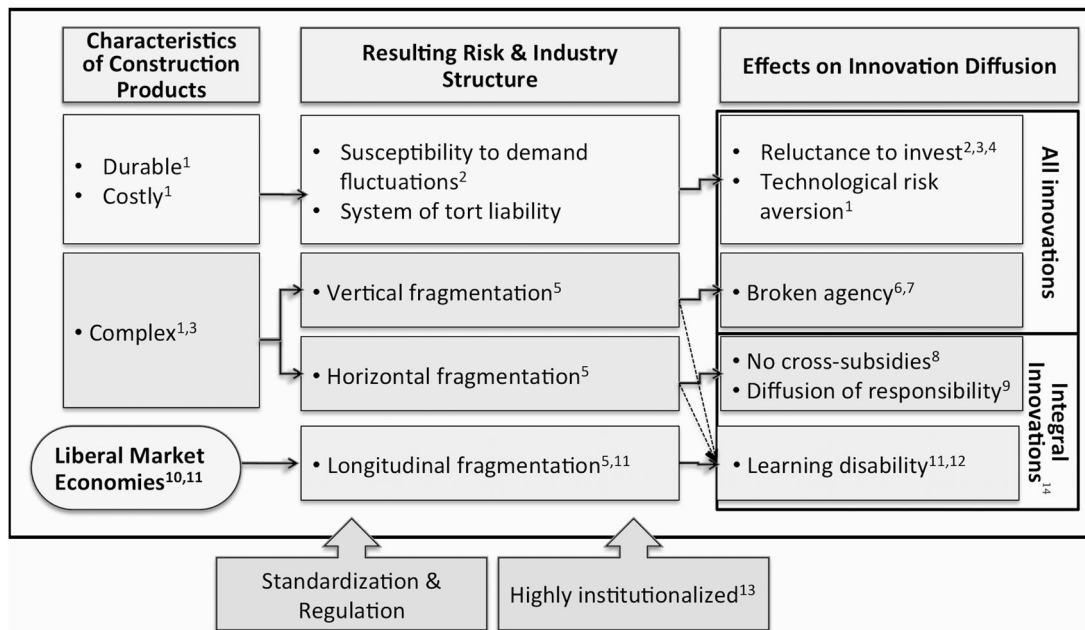 Characteristics
of Construction
Products
Resulting Risk & Industry
Structure
Effects on Innovation Diffusion
• Durable¹
• Costly¹
• Susceptibility to demand
fluctuations²
• System of tort liability
• Reluctance to invest²,³,⁴
• Technological risk
aversion¹
All innovations
• Complex¹,³
• Vertical fragmentation⁵
• Broken agency⁶,⁷
• Horizontal fragmentation⁵
• No cross-subsidies⁸
• Diffusion of responsibility⁹
Integral
Innovations¹⁴
Liberal Market
Economies¹⁰,¹¹
• Longitudinal fragmentation⁵,¹¹
• Learning disability¹¹,¹²
Standardization &
Regulation
Highly institutionalized¹³